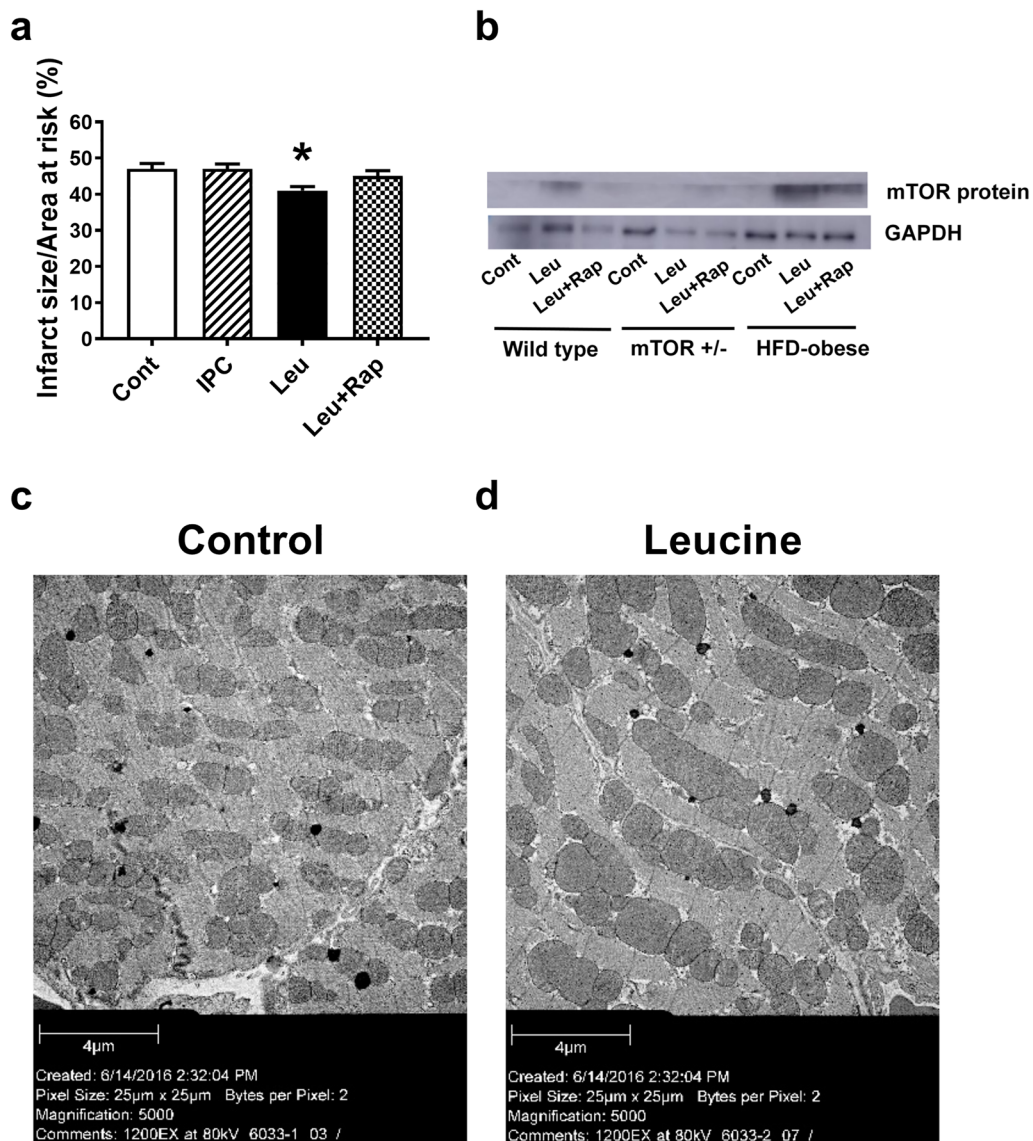 a
Infarct size/Area at risk (%)
60
50
40
30
20
10
0
*
Cont
IPC
Leu
Leu+Rap
b
mTOR protein
GAPDH
Cont
Leu
Leu+Rap
Cont
Leu
Leu+Rap
Cont
Leu
Leu+Rap
Wild type
mTOR +/-
HFD-obese
c
Control
4μm
Created: 6/14/2016 2:32:04 PM
Pixel Size: 25μm x 25μm Bytes per Pixel: 2
Magnification: 5000
Comments: 1200EX at 80kV 6033-1 03 /
d
Leucine
4μm
Created: 6/14/2016 2:32:04 PM
Pixel Size: 25μm x 25μm Bytes per Pixel: 2
Magnification: 5000
Comments: 1200EX at 80kV 6033-2 07 /